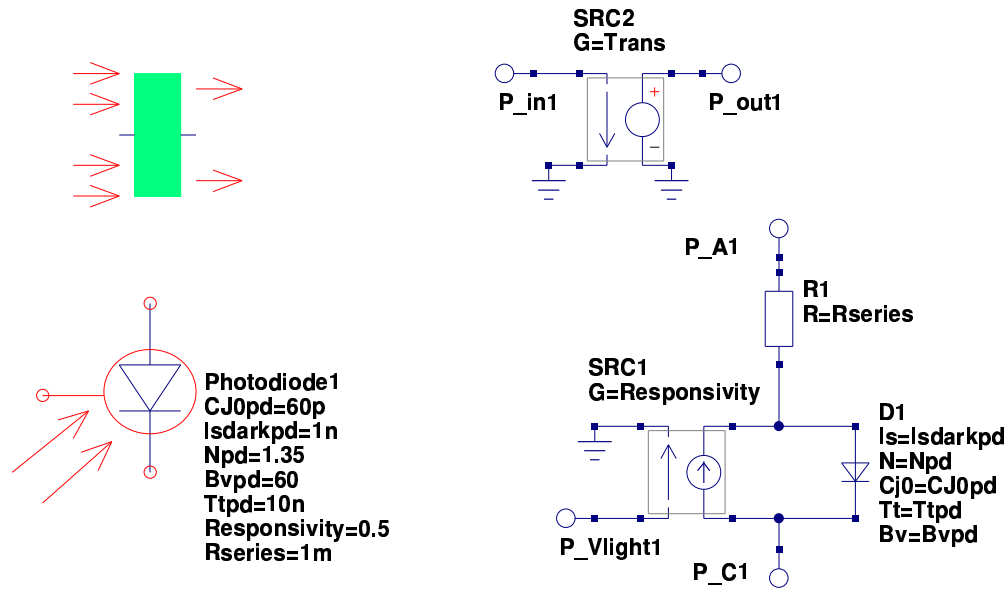 SRC2
G=Trans
P_in1
+
P_out1
−
P_A1
R1
R=Rseries
SRC1
G=Responsivity
Photodiode1
CJ0pd=60p
Isdarkpd=1n
Npd=1.35
Bvpd=60
Ttpd=10n
Responsivity=0.5
Rseries=1m
D1
Is=Isdarkpd
N=Npd
Cj0=CJ0pd
Tt=Ttpd
Bv=Bvpd
P_Vlight1
P_C1